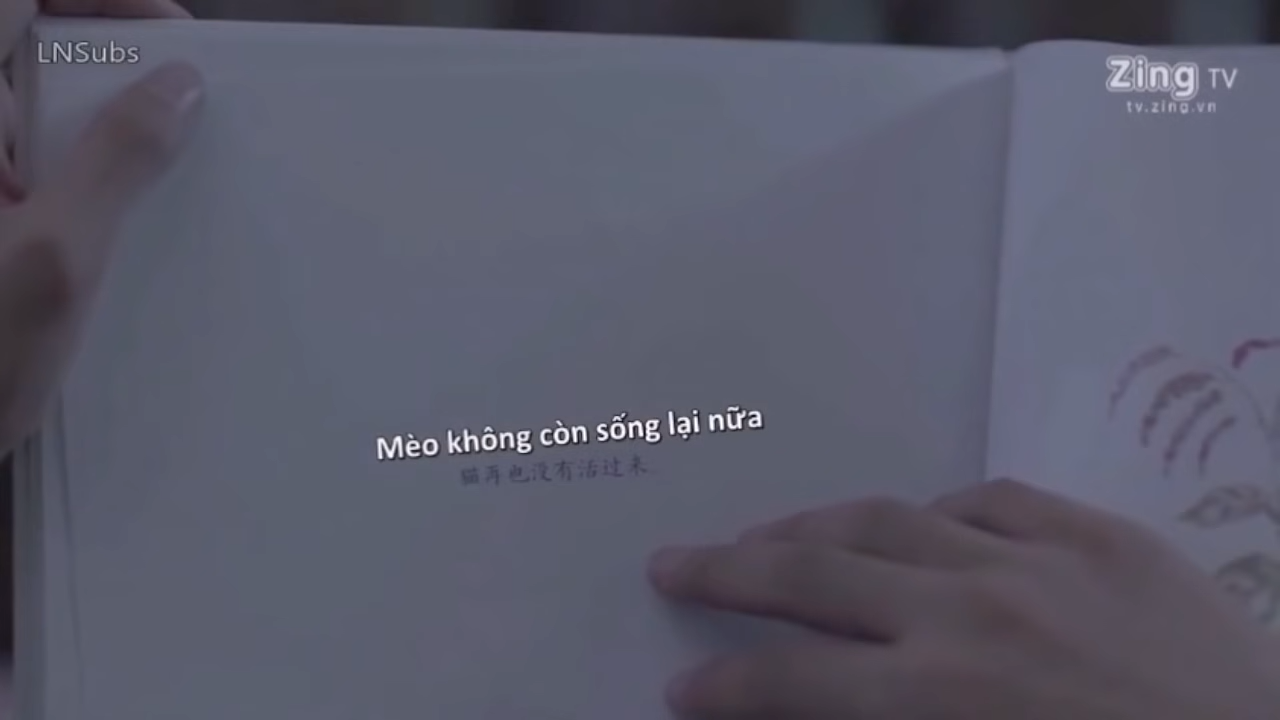 LNSubs
Zing TV
tv.zing.vn
Mèo không còn sống lại nữa
猫再也没有活过来